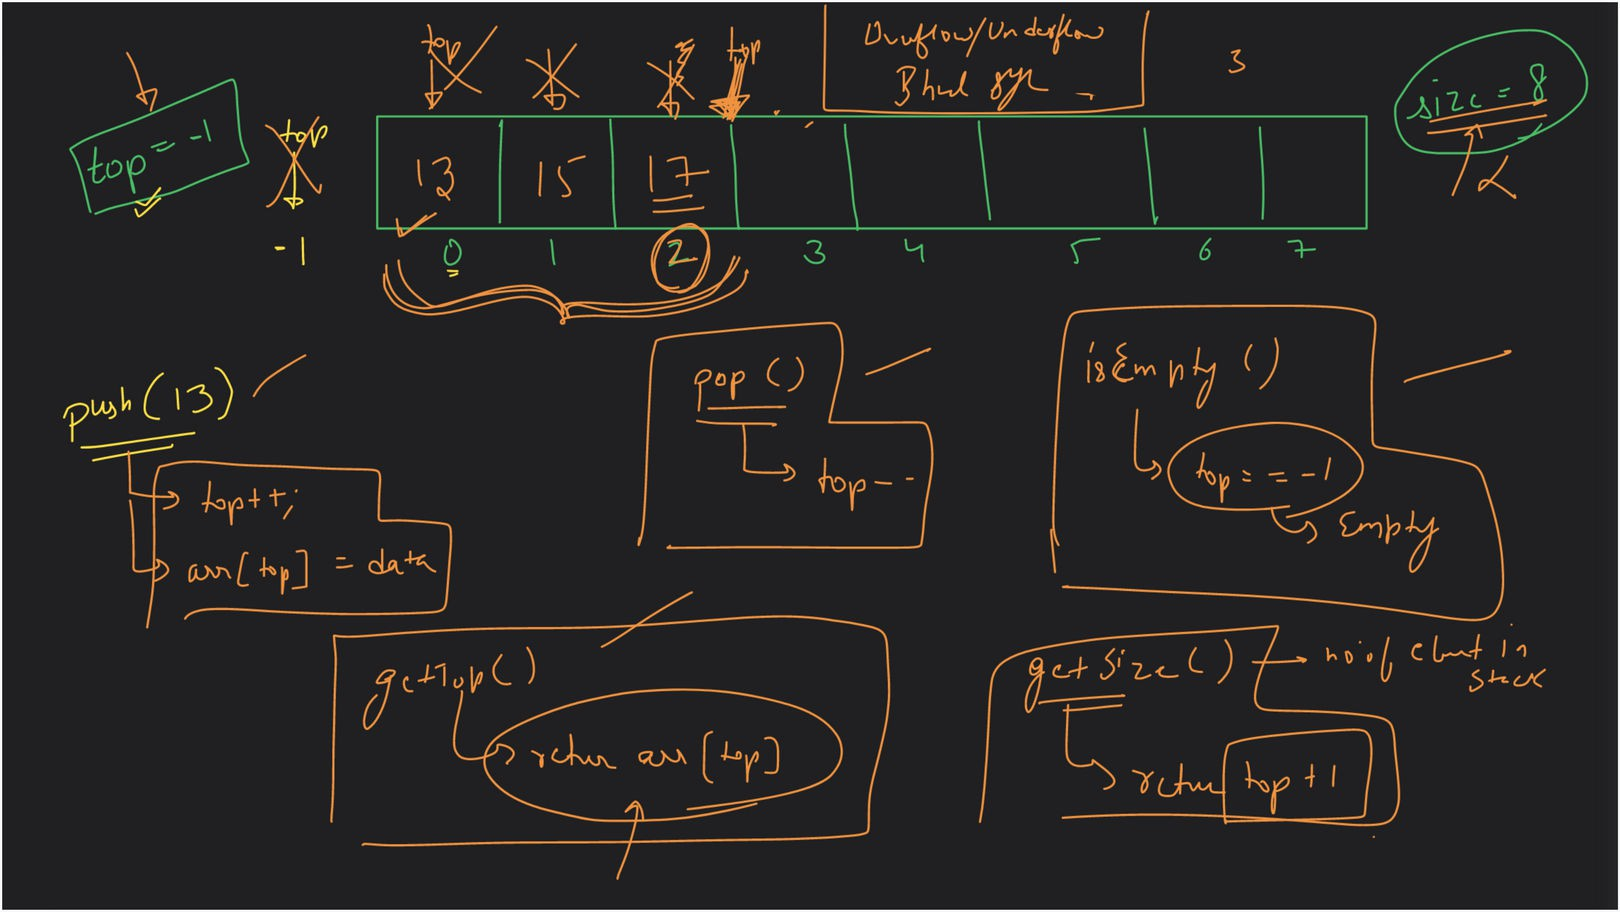 Overflow/Underflow
top
top
3
size = 8
top = -1
top
13 15 17
-1
0 1 2 3 4 5 6 7
push(13)
top++;
arr[top] = data
pop()
top--
isEmpty()
top == -1
Empty
getTop()
return arr[top]
getSize() → no. of in
stack
return top+1